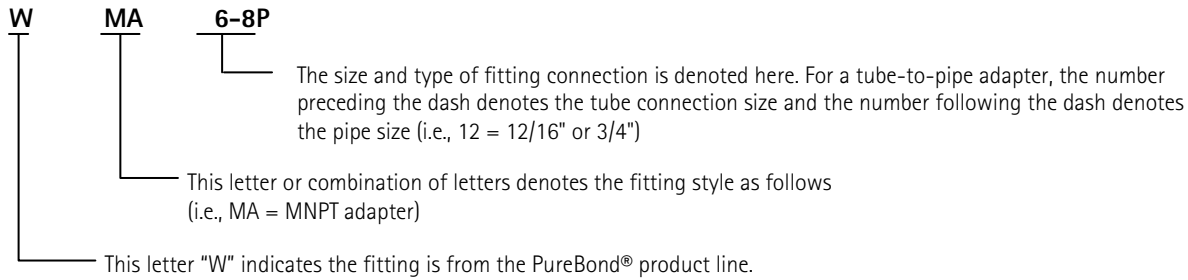 W MA 6-8P
The size and type of fitting connection is denoted here. For a tube-to-pipe adapter, the number
preceding the dash denotes the tube connection size and the number following the dash denotes
the pipe size (i.e., 12 = 12/16" or 3/4")
This letter or combination of letters denotes the fitting style as follows
(i.e., MA = MNPT adapter)
This letter “W” indicates the fitting is from the PureBond® product line.